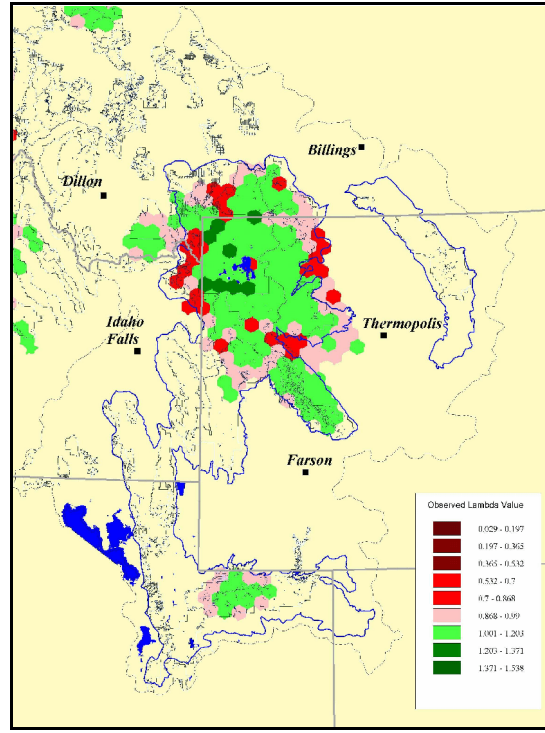 Billings
Dillon
Idaho
Falls
Thermopolis
Farson
Observed Lambda Value
0.029 - 0.197
0.197 - 0.365
0.365 - 0.532
0.532 - 0.7
0.7 - 0.868
0.868 - 0.99
1.001 - 1.203
1.203 - 1.371
1.371 - 1.538